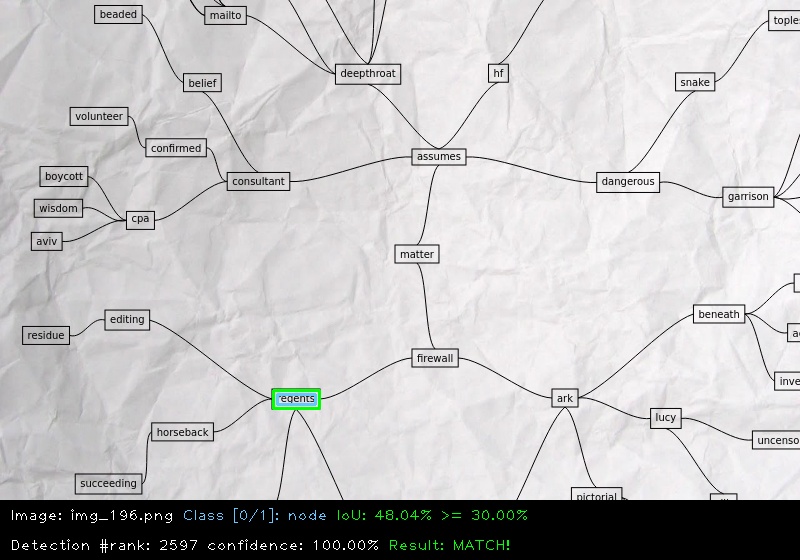 beaded
mailto
toples
deepthroat
hf
snake
belief
volunteer
confirmed
assumes
boycott
consultant
dangerous
garrison
wisdom
cpa
aviv
matter
beneath
editing
residue
firewall
inve
regents
ark
lucy
horseback
uncenso
succeeding
pictorial
Image: img_196.png Class [0/1]: node IoU: 48.04% >= 30.00%
Detection #rank: 2597 confidence: 100.00% Result: MATCH!